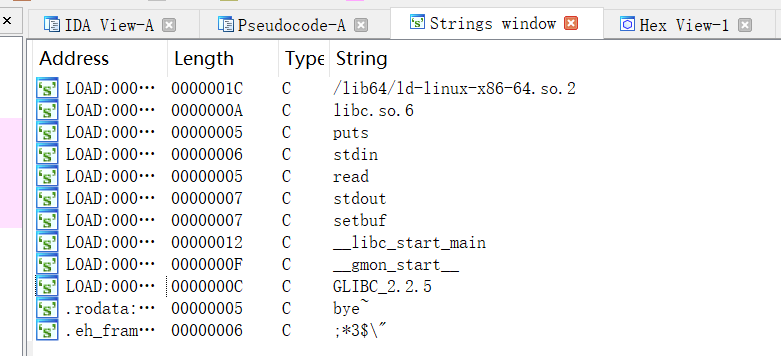 IDA View-A Pseudocode-A Strings window Hex View-1
Address Length Type String
LOAD:000… 0000001C C /lib64/ld-linux-x86-64.so.2
LOAD:000… 0000000A C libc.so.6
LOAD:000… 00000005 C puts
LOAD:000… 00000006 C stdin
LOAD:000… 00000005 C read
LOAD:000… 00000007 C stdout
LOAD:000… 00000007 C setbuf
LOAD:000… 00000012 C __libc_start_main
LOAD:000… 0000000F C __gmon_start__
LOAD:000… 0000000C C GLIBC_2.2.5
.rodata:… 00000005 C bye~
.eh_fram… 00000006 C ;*3$\"